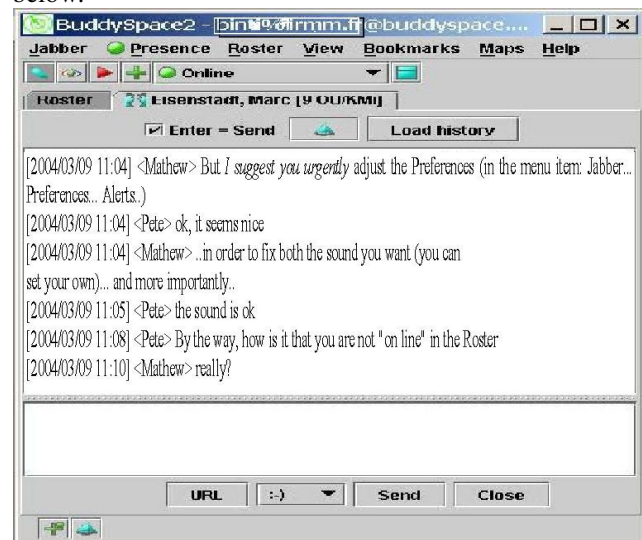 below.
BuddySpace2 - @buddyspace....
Jabber Presence Roster View Bookmarks Maps Help
Online
Roster Eisenstadt, Marc [9 OU/KMi]
Enter = Send Load history
[2004/03/09 11:04] <Mathew> But I suggest you urgently adjust the Preferences (in the menu item: Jabber...
Preferences... Alerts..)
[2004/03/09 11:04] <Pete> ok, it seems nice
[2004/03/09 11:04] <Mathew> ..in order to fix both the sound you want (you can
set your own)... and more importantly..
[2004/03/09 11:05] <Pete> the sound is ok
[2004/03/09 11:08] <Pete> By the way, how is it that you are not "on line" in the Roster
[2004/03/09 11:10] <Mathew> really?
URL :-) Send Close